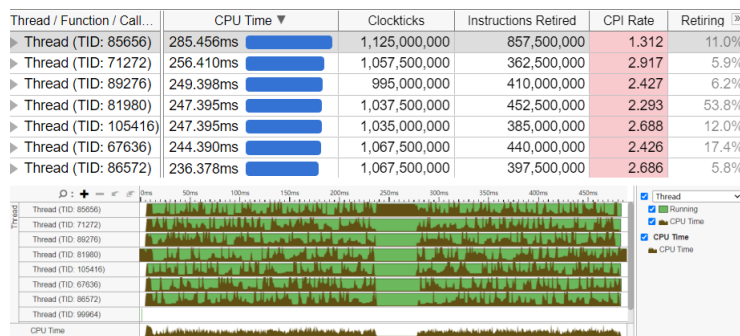 Thread / Function / Call... CPU Time ▼ Clockticks Instructions Retired CPI Rate Retiring »
Thread (TID: 85656) 285.456ms 1,125,000,000 857,500,000 1.312 11.0%
Thread (TID: 71272) 256.410ms 1,057,500,000 362,500,000 2.917 5.9%
Thread (TID: 89276) 249.398ms 995,000,000 410,000,000 2.427 6.2%
Thread (TID: 81980) 247.395ms 1,037,500,000 452,500,000 2.293 53.8%
Thread (TID: 105416) 247.395ms 1,035,000,000 385,000,000 2.688 12.0%
Thread (TID: 67636) 244.390ms 1,067,500,000 440,000,000 2.426 17.4%
Thread (TID: 86572) 236.378ms 1,067,500,000 397,500,000 2.686 5.8%
0ms 50ms 100ms 150ms 200ms 250ms 300ms 350ms 400ms 450ms
Thread
Thread (TID: 85656)
Thread (TID: 71272)
Thread (TID: 89276)
Thread (TID: 81980)
Thread (TID: 105416)
Thread (TID: 67636)
Thread (TID: 86572)
Thread (TID: 99964)
CPU Time
Thread
Running
CPU Time
CPU Time
CPU Time